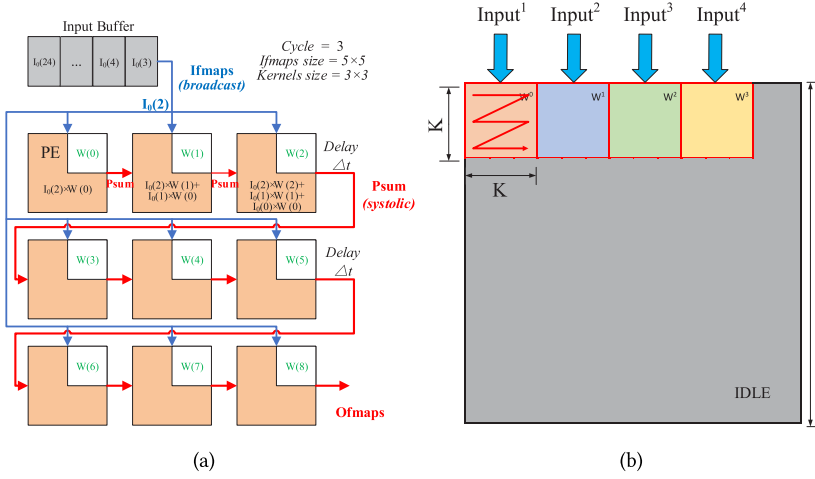 Input Buffer
I₀(24) ... I₀(4) I₀(3)
Cycle = 3
Ifmaps size = 5×5
Kernels size = 3×3
Ifmaps
(broadcast)
I₀(2)
PE W(0) W(1) W(2)
Delay
△t
Psum Psum
I₀(2)×W(0)
I₀(2)×W(1)+
I₀(1)×W(0)
I₀(2)×W(2)+
I₀(1)×W(1)+
I₀(0)×W(0)
Psum
(systolic)
W(3) W(4) W(5)
Delay
△t
W(6) W(7) W(8)
Ofmaps
(a)
Input¹ Input² Input³ Input⁴
W⁰ W¹ W² W³
K
K
IDLE
(b)